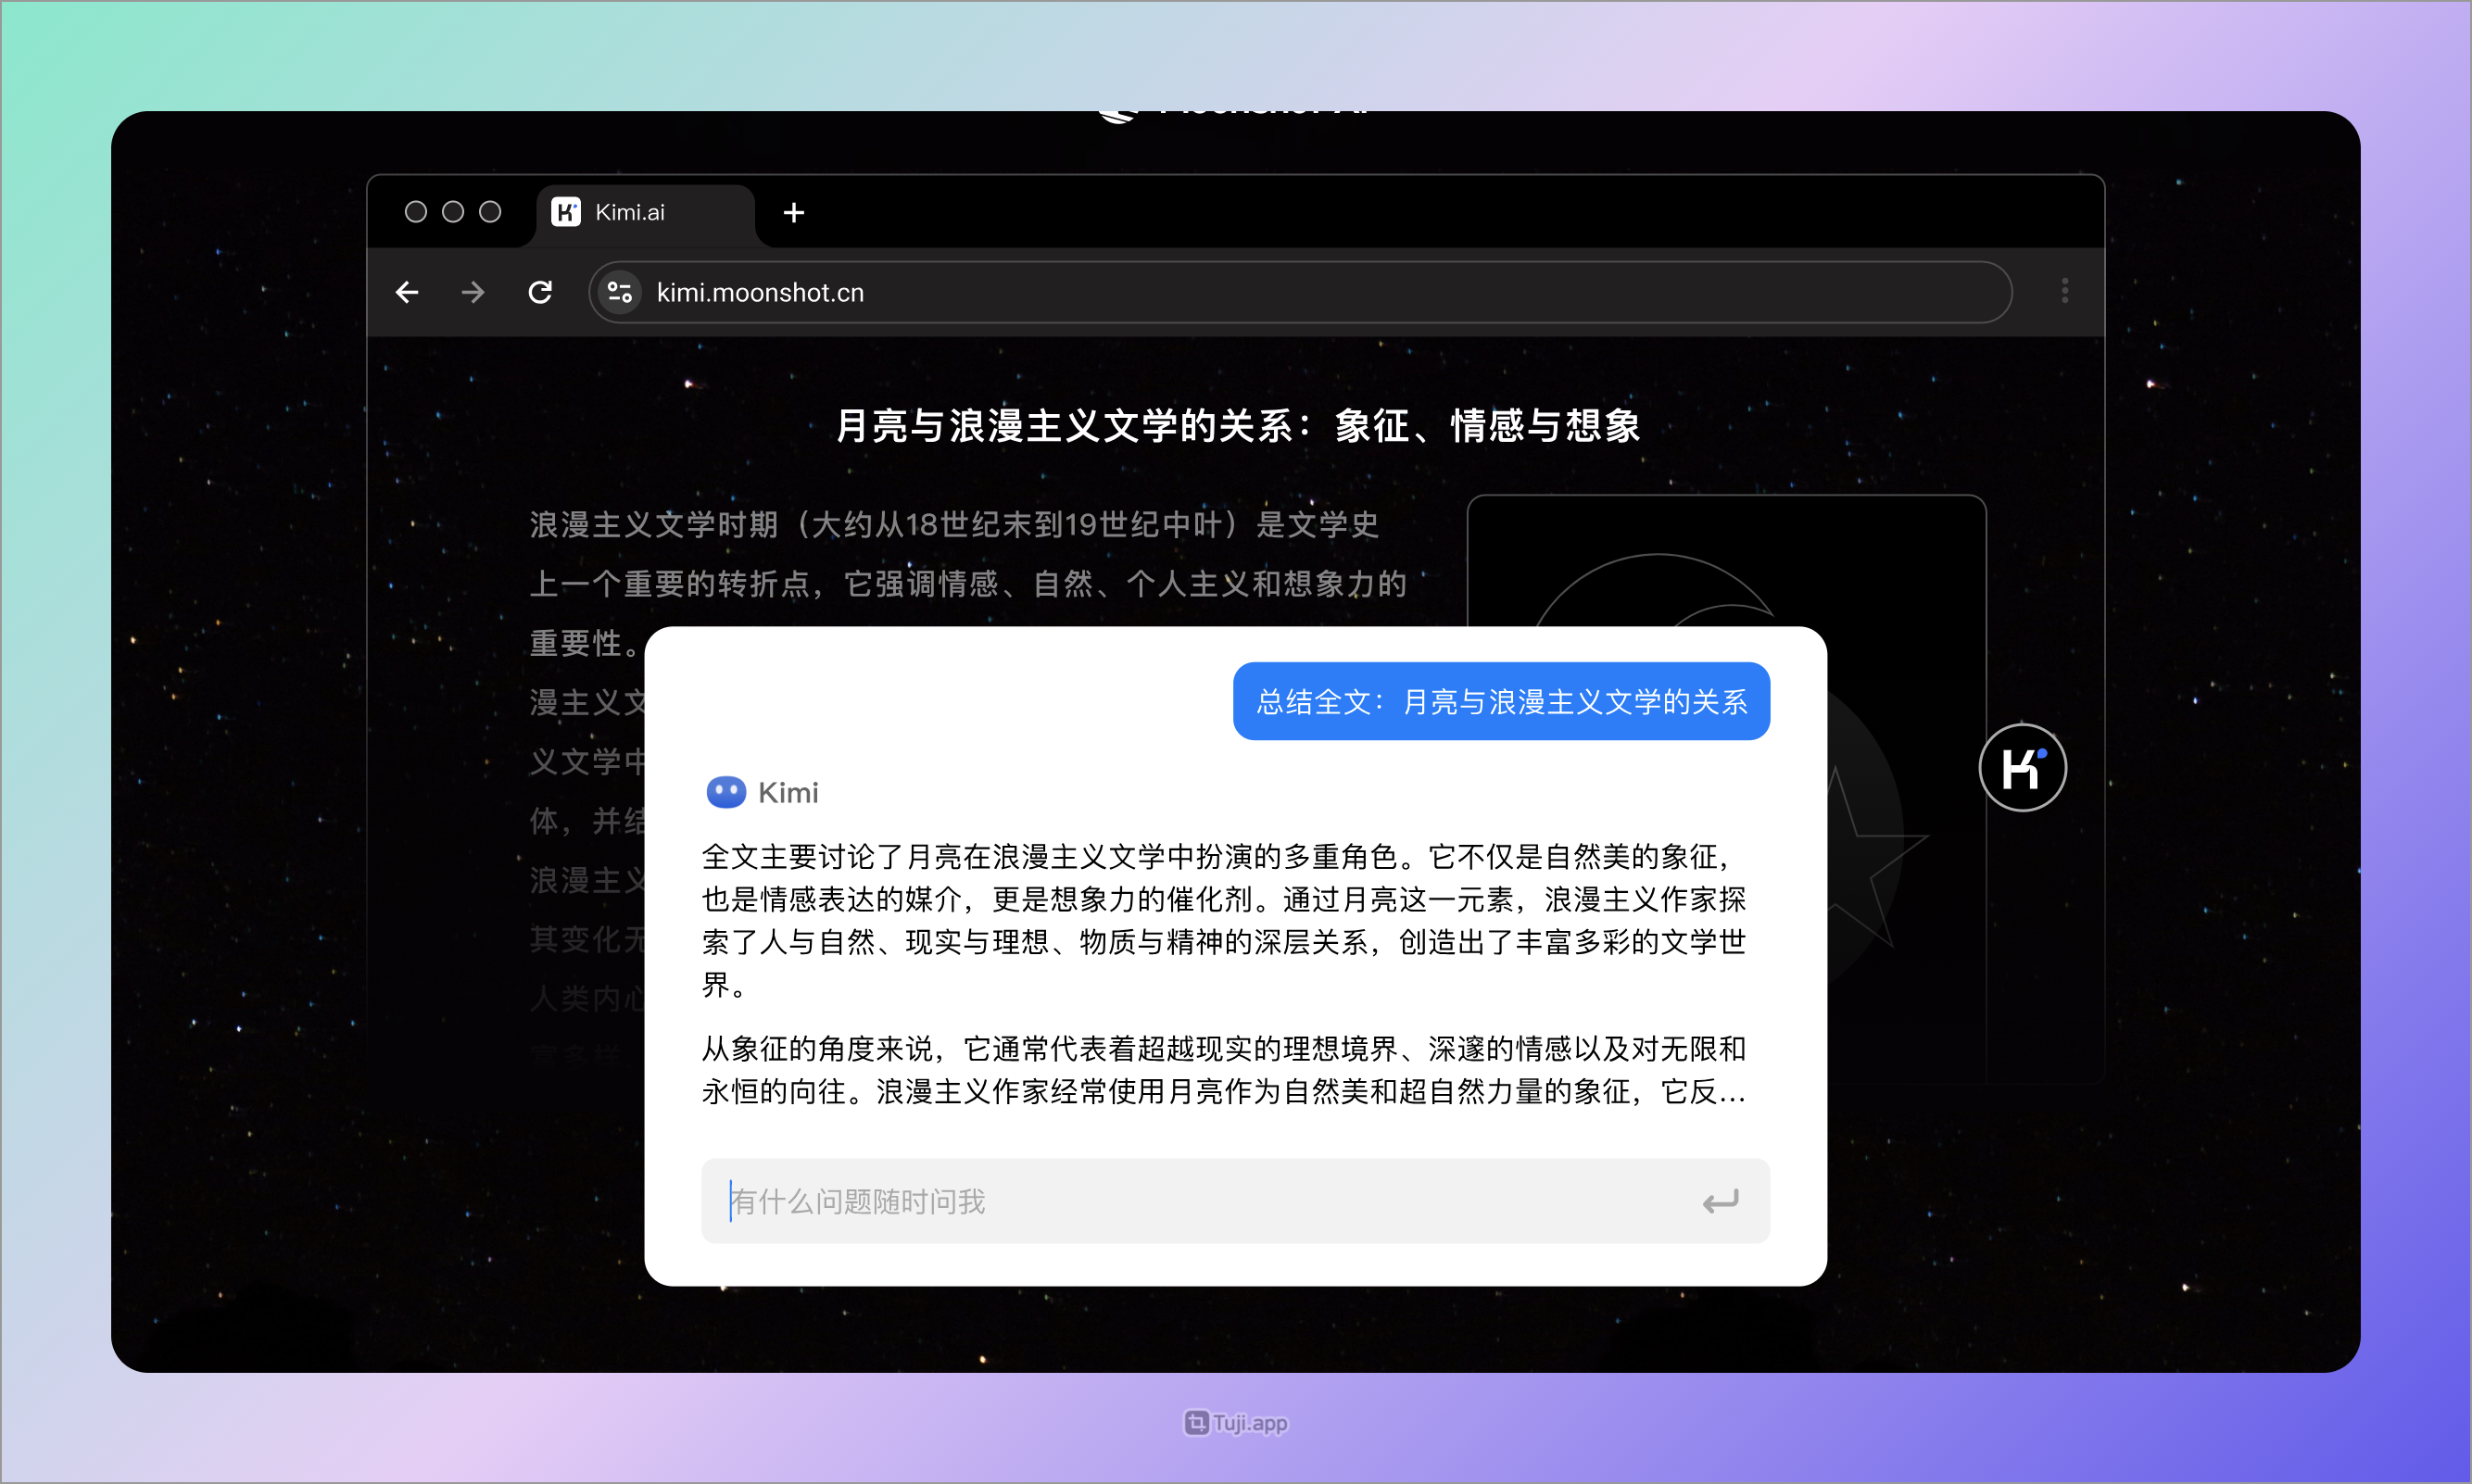 Moonshot AI
Kimi.ai
kimi.moonshot.cn
月亮与浪漫主义文学的关系：象征、情感与想象
浪漫主义文学时期（大约从18世纪末到19世纪中叶）是文学史
上一个重要的转折点，它强调情感、自然、个人主义和想象力的
重要性。
漫主义文
义文学中
体，并结
浪漫主义
其变化无
人类内心
富多样
总结全文：月亮与浪漫主义文学的关系
Kimi
全文主要讨论了月亮在浪漫主义文学中扮演的多重角色。它不仅是自然美的象征，
也是情感表达的媒介，更是想象力的催化剂。通过月亮这一元素，浪漫主义作家探
索了人与自然、现实与理想、物质与精神的深层关系，创造出了丰富多彩的文学世
界。
从象征的角度来说，它通常代表着超越现实的理想境界、深邃的情感以及对无限和
永恒的向往。浪漫主义作家经常使用月亮作为自然美和超自然力量的象征，它反...
有什么问题随时问我
Tuji.app